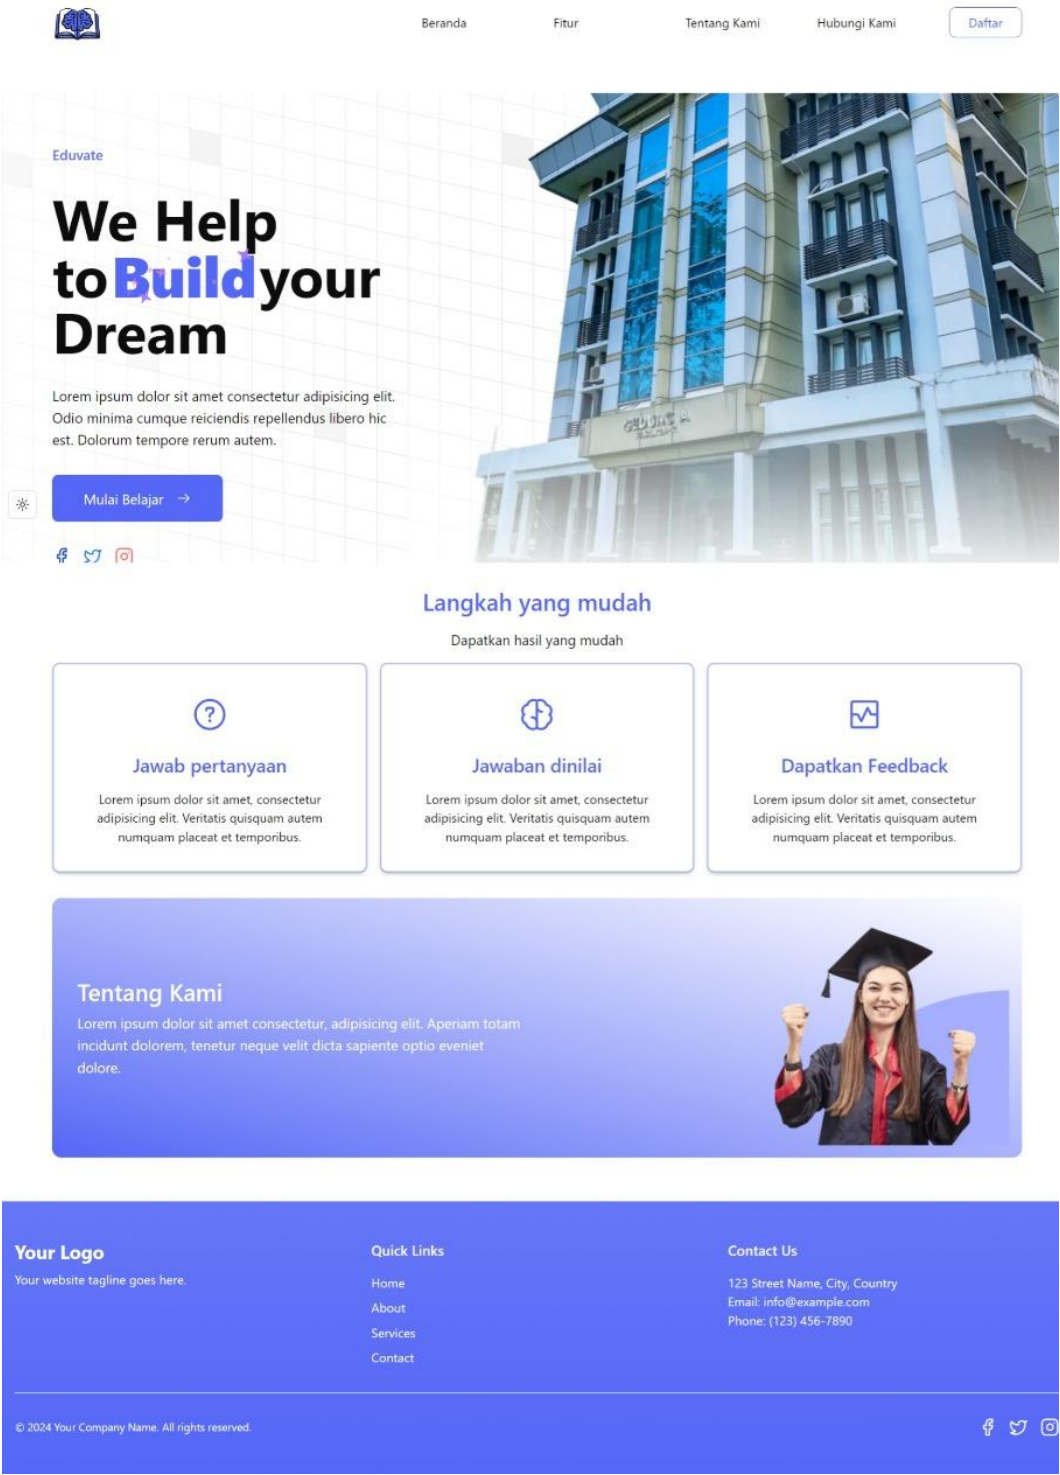 Beranda
Fitur
Tentang Kami
Hubungi Kami
Daftar
Eduvate
We Help
to Build your
Dream
Lorem ipsum dolor sit amet consectetur adipisicing elit.
Odio minima cumque reiciendis repellendus libero hic
est. Dolorum tempore rerum autem.
Mulai Belajar
GEDUNG A
Langkah yang mudah
Dapatkan hasil yang mudah
Jawab pertanyaan
Lorem ipsum dolor sit amet, consectetur
adipisicing elit. Veritatis quisquam autem
numquam placeat et temporibus.
Jawaban dinilai
Lorem ipsum dolor sit amet, consectetur
adipisicing elit. Veritatis quisquam autem
numquam placeat et temporibus.
Dapatkan Feedback
Lorem ipsum dolor sit amet, consectetur
adipisicing elit. Veritatis quisquam autem
numquam placeat et temporibus.
Tentang Kami
Lorem ipsum dolor sit amet consectetur, adipisicing elit. Aperiam totam
incidunt dolorem, tenetur neque velit dicta sapiente optio eveniet
dolore.
Your Logo
Your website tagline goes here.
Quick Links
Home
About
Services
Contact
Contact Us
123 Street Name, City, Country
Email: info@example.com
Phone: (123) 456-7890
© 2024 Your Company Name. All rights reserved.